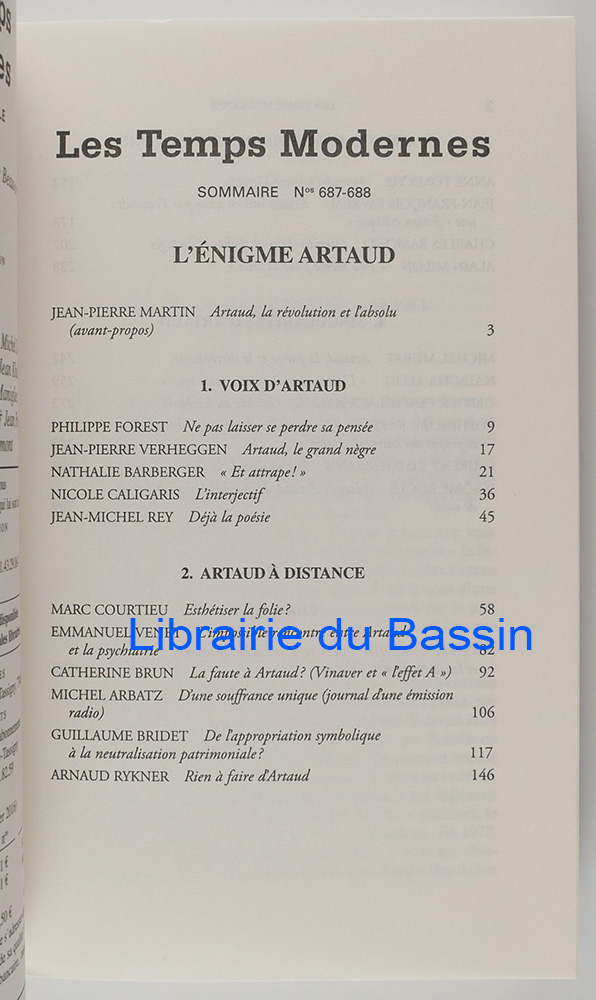 Les Temps Modernes
SOMMAIRE Nos 687-688
L'ÉNIGME ARTAUD
JEAN-PIERRE MARTIN Artaud, la révolution et l'absolu
(avant-propos) 3
1. VOIX D'ARTAUD
PHILIPPE FOREST Ne pas laisser se perdre sa pensée 9
JEAN-PIERRE VERHEGGEN Artaud, le grand nègre 17
NATHALIE BARBERGER « Et attrape! » 21
NICOLE CALIGARIS L'interjectif 36
JEAN-MICHEL REY Déjà la poésie 45
2. ARTAUD À DISTANCE
MARC COURTIEU Esthétiser la folie? 58
EMMANUEL VENET L'impossible rencontre entre Artaud
et la psychiatrie 82
Librairie du Bassin
CATHERINE BRUN La faute à Artaud? (Vinaver et « l'effet A ») 92
MICHEL ARBATZ D'une souffrance unique (journal d'une émission
radio) 106
GUILLAUME BRIDET De l'appropriation symbolique
à la neutralisation patrimoniale? 117
ARNAUD RYKNER Rien à faire d'Artaud 146